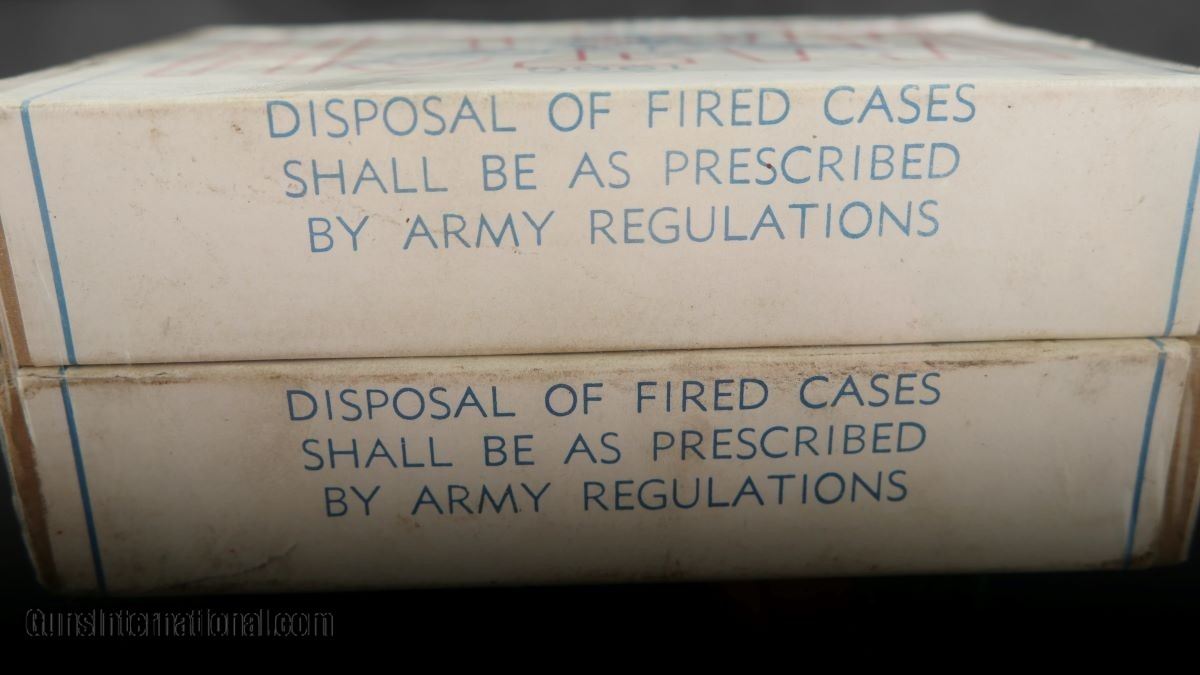 DISPOSAL OF FIRED CASES
SHALL BE AS PRESCRIBED
BY ARMY REGULATIONS
DISPOSAL OF FIRED CASES
SHALL BE AS PRESCRIBED
BY ARMY REGULATIONS
GunsInternational.com